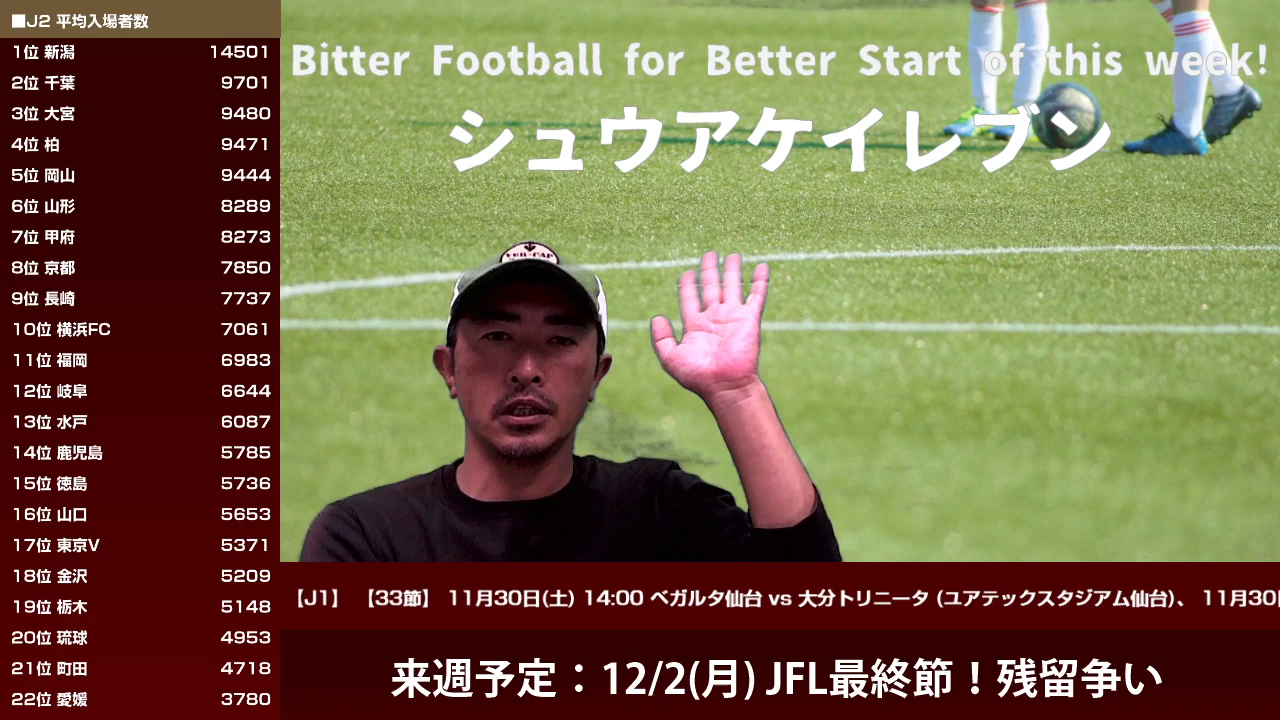 ■J2 平均入場者数
1位 新潟 14501
2位 千葉 9701
3位 大宮 9480
4位 柏 9471
5位 岡山 9444
6位 山形 8289
7位 甲府 8273
8位 京都 7850
9位 長崎 7737
10位 横浜FC 7061
11位 福岡 6983
12位 岐阜 6644
13位 水戸 6087
14位 鹿児島 5785
15位 徳島 5736
16位 山口 5653
17位 東京V 5371
18位 金沢 5209
19位 栃木 5148
20位 琉球 4953
21位 町田 4718
22位 愛媛 3780
Bitter Football for Better Start of this week!
シュウアケイレブン
【J1】 【33節】 11月30日(土) 14:00 ベガルタ仙台 vs 大分トリニータ (ユアテックスタジアム仙台)、 11月30
来週予定：12/2(月) JFL最終節！残留争い